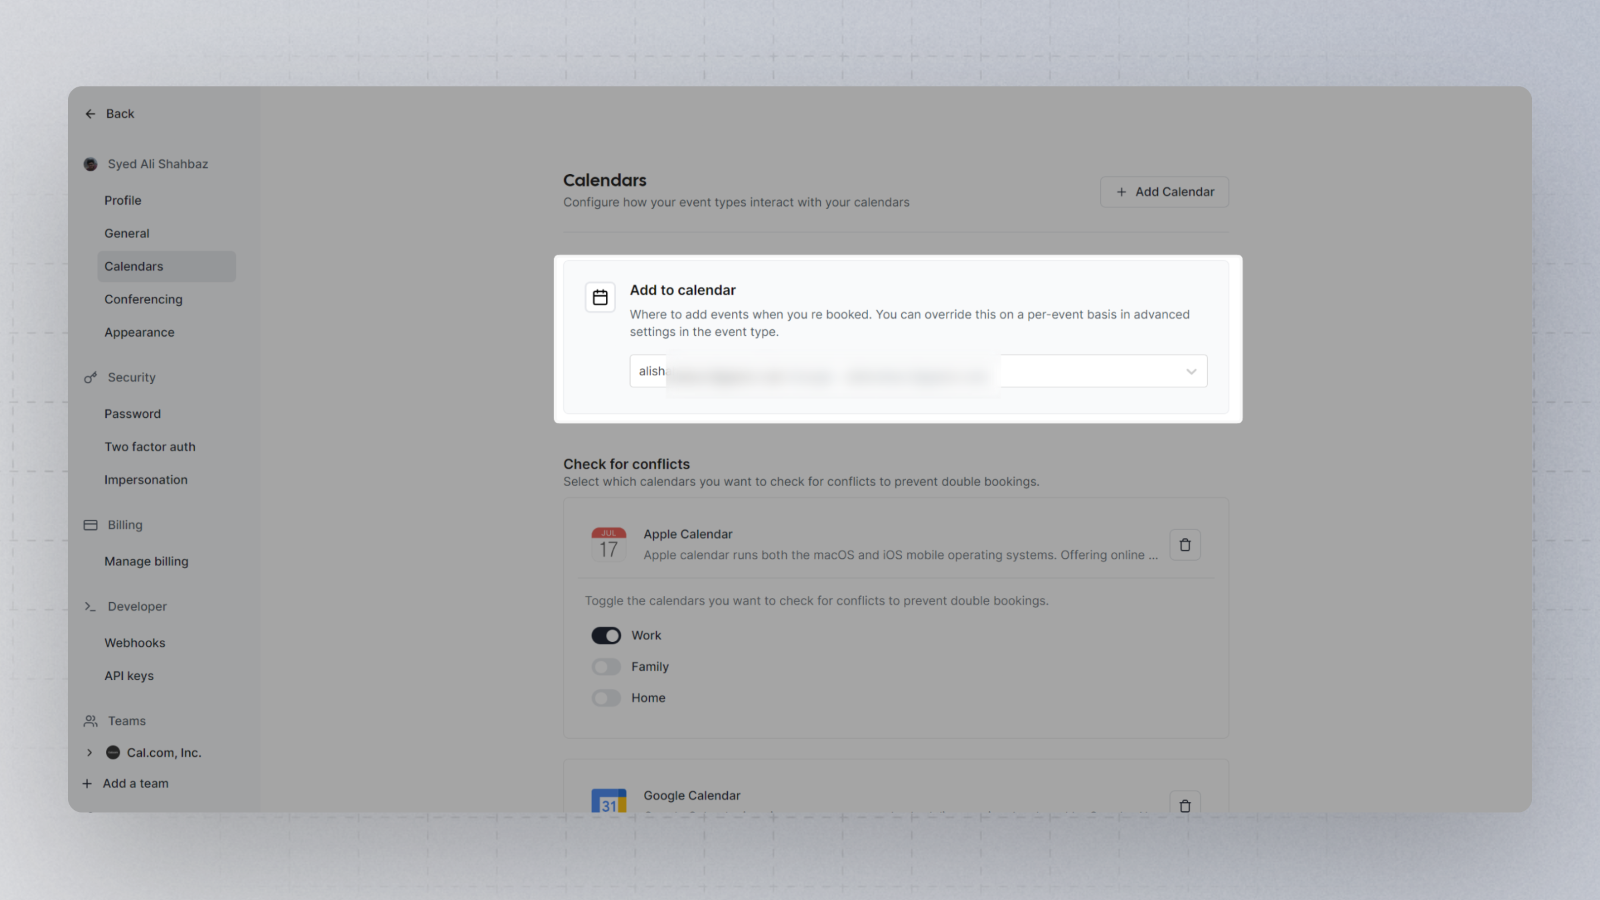 Back
Syed Ali Shahbaz
Profile
General
Calendars
Conferencing
Appearance
Security
Password
Two factor auth
Impersonation
Billing
Manage billing
Developer
Webhooks
API keys
Teams
Cal.com, Inc.
Add a team
Calendars
Configure how your event types interact with your calendars
Add Calendar
Add to calendar
Where to add events when you re booked. You can override this on a per-event basis in advanced
settings in the event type.
Check for conflicts
Select which calendars you want to check for conflicts to prevent double bookings.
JUL
17
Apple Calendar
Apple calendar runs both the macOS and iOS mobile operating systems. Offering online ...
Toggle the calendars you want to check for conflicts to prevent double bookings.
Work
Family
Home
31
Google Calendar